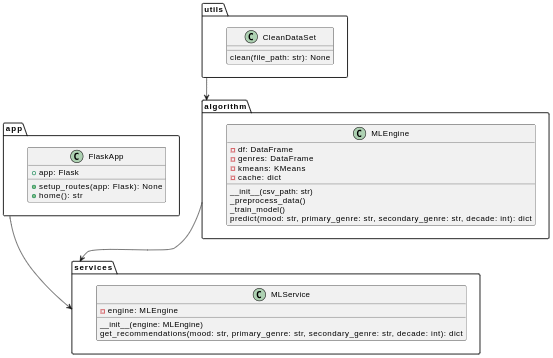 utils
C CleanDataSet
clean(file_path: str): None
algorithm
C MLEngine
df: DataFrame
genres: DataFrame
kmeans: KMeans
cache: dict
__init__(csv_path: str)
_preprocess_data()
_train_model()
predict(mood: str, primary_genre: str, secondary_genre: str, decade: int): dict
app
C FlaskApp
app: Flask
setup_routes(app: Flask): None
home(): str
services
C MLService
engine: MLEngine
__init__(engine: MLEngine)
get_recommendations(mood: str, primary_genre: str, secondary_genre: str, decade: int): dict